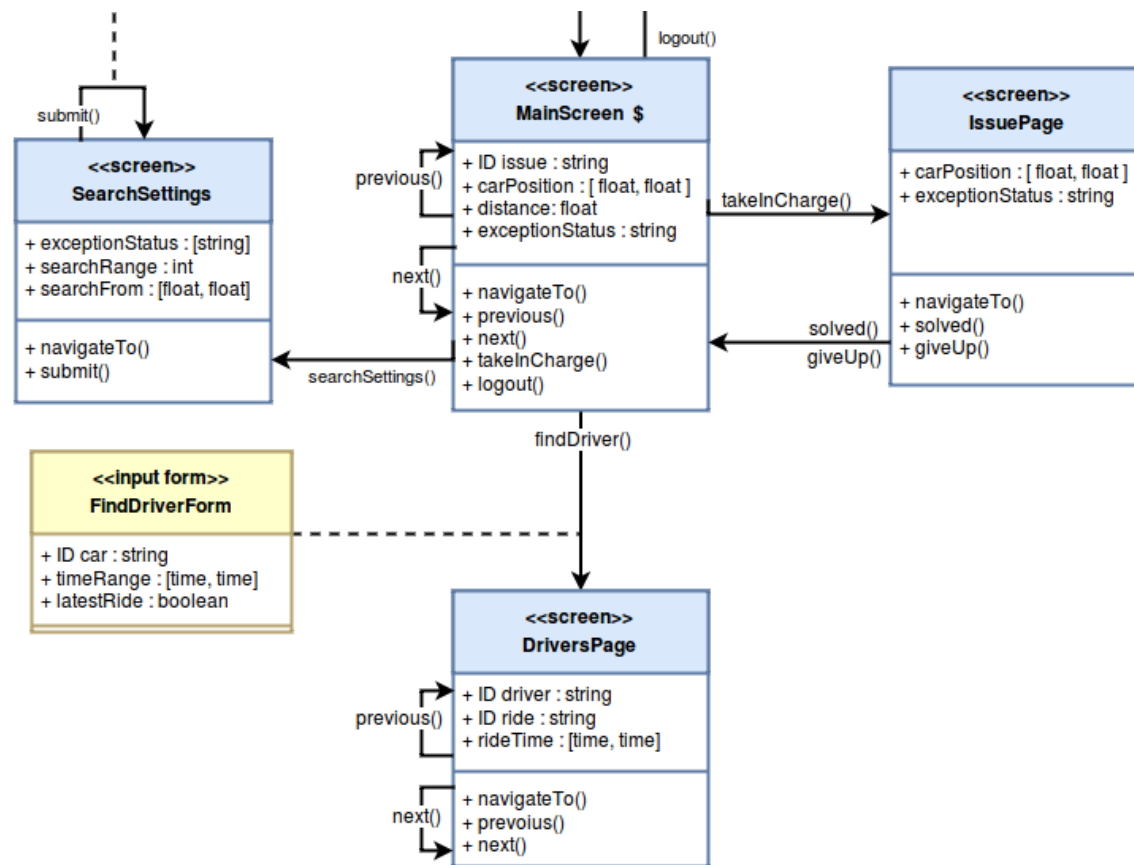 logout()
submit()
<<screen>>
SearchSettings
+ exceptionStatus : [string]
+ searchRange : int
+ searchFrom : [float, float]
+ navigateTo()
+ submit()
<<screen>>
MainScreen $
+ ID issue : string
+ carPosition : [ float, float ]
+ distance: float
+ exceptionStatus : string
+ navigateTo()
+ previous()
+ next()
+ takeInCharge()
+ logout()
previous()
next()
searchSettings()
takeInCharge()
<<screen>>
IssuePage
+ carPosition : [ float, float ]
+ exceptionStatus : string
+ navigateTo()
+ solved()
+ giveUp()
solved()
giveUp()
findDriver()
<<input form>>
FindDriverForm
+ ID car : string
+ timeRange : [time, time]
+ latestRide : boolean
<<screen>>
DriversPage
+ ID driver : string
+ ID ride : string
+ rideTime : [time, time]
+ navigateTo()
+ prevoius()
+ next()
previous()
next()